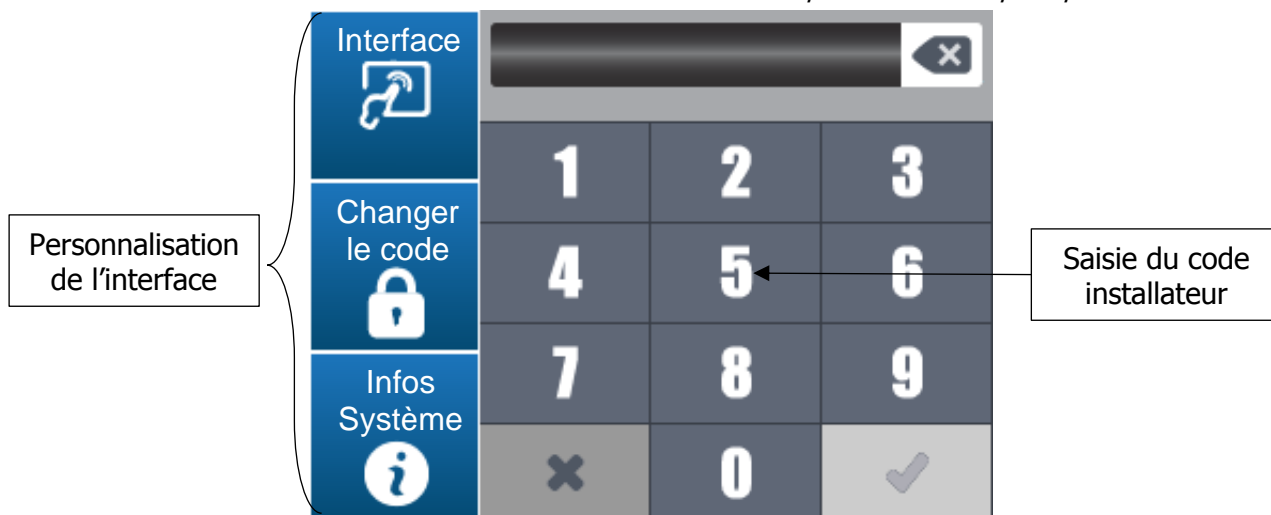 Interface
Changer
le code
Infos
Système
1 2 3
4 5 6
7 8 9
0
Personnalisation
de l’interface
Saisie du code
installateur